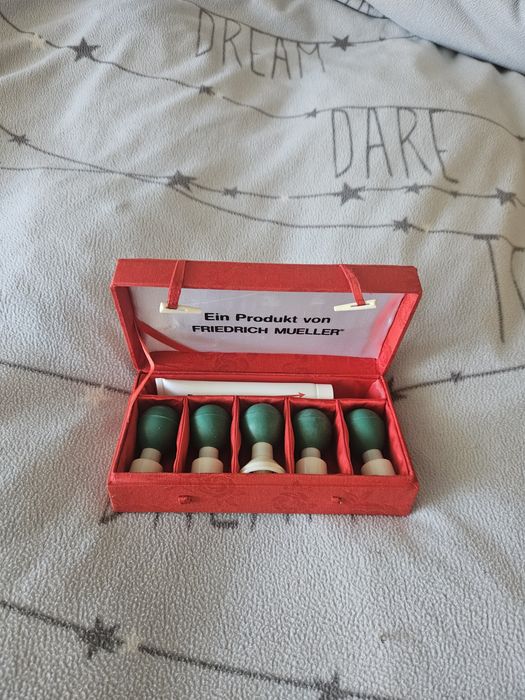 DREAM
DARE
Ein Produkt von
FRIEDRICH MUELLER®